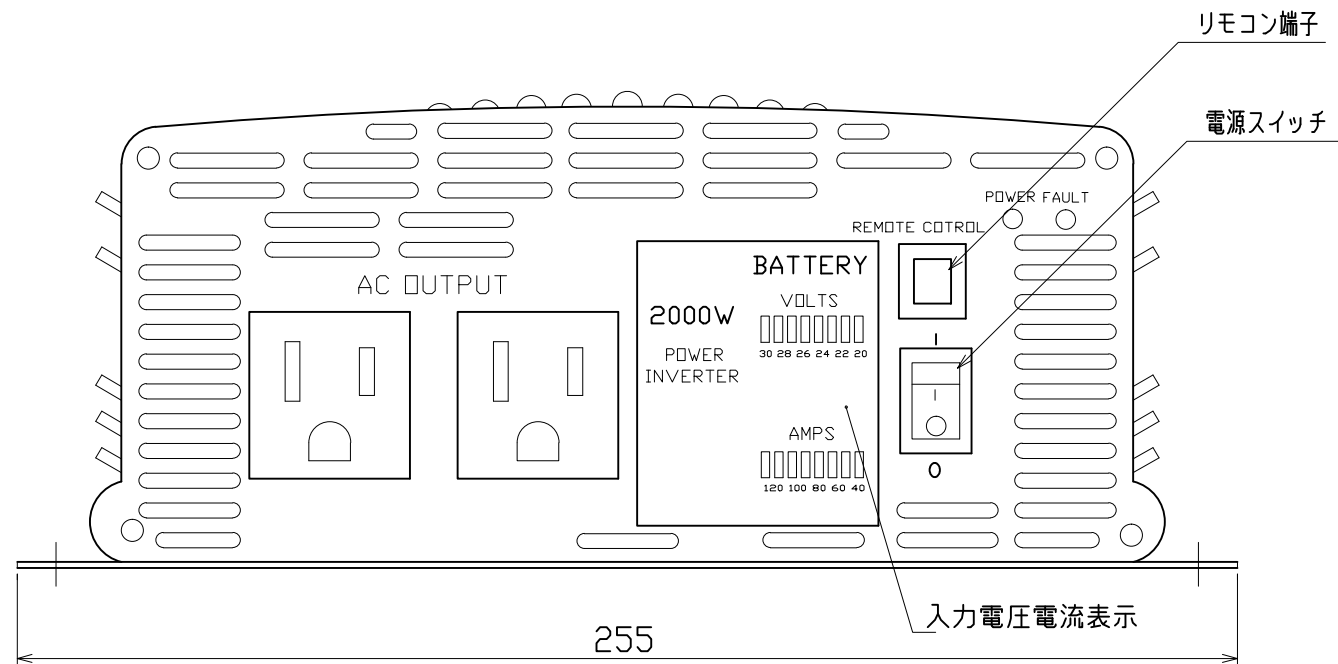 リモコン端子
電源スイッチ
POWER FAULT
REMOTE COTROL
AC OUTPUT
BATTERY
VOLTS
30 28 26 24 22 20
2000W
POWER
INVERTER
AMPS
120 100 80 60 40
I
I
O
入力電圧電流表示
255